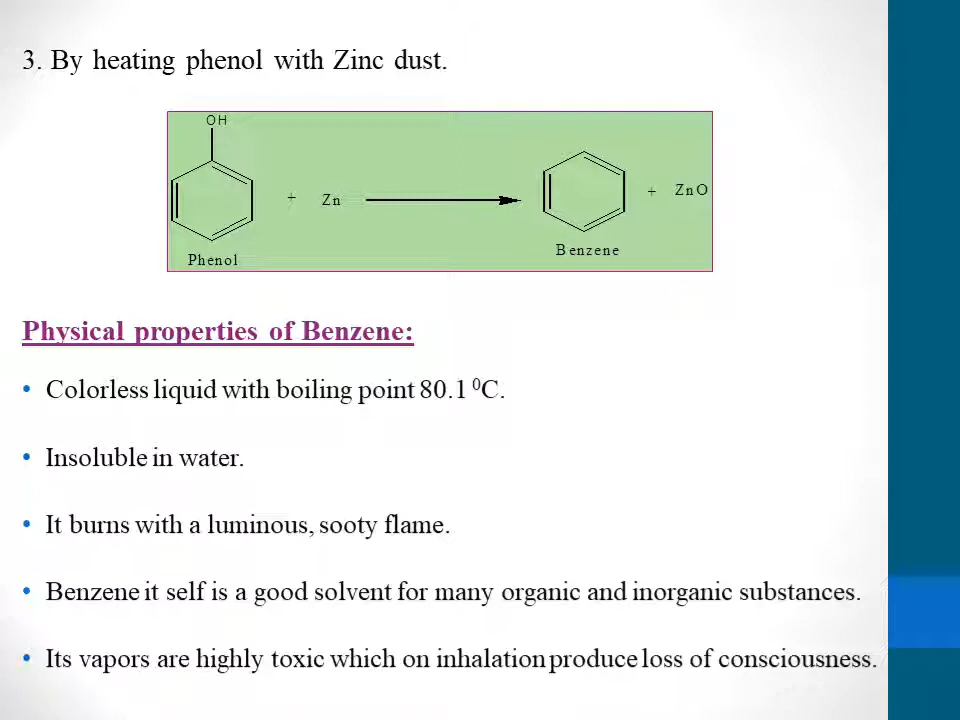 3. By heating phenol with Zinc dust.
OH
+ Zn + ZnO
Phenol Benzene
Physical properties of Benzene:
• Colorless liquid with boiling point 80.1 ⁰C.
• Insoluble in water.
• It burns with a luminous, sooty flame.
• Benzene it self is a good solvent for many organic and inorganic substances.
• Its vapors are highly toxic which on inhalation produce loss of consciousness.